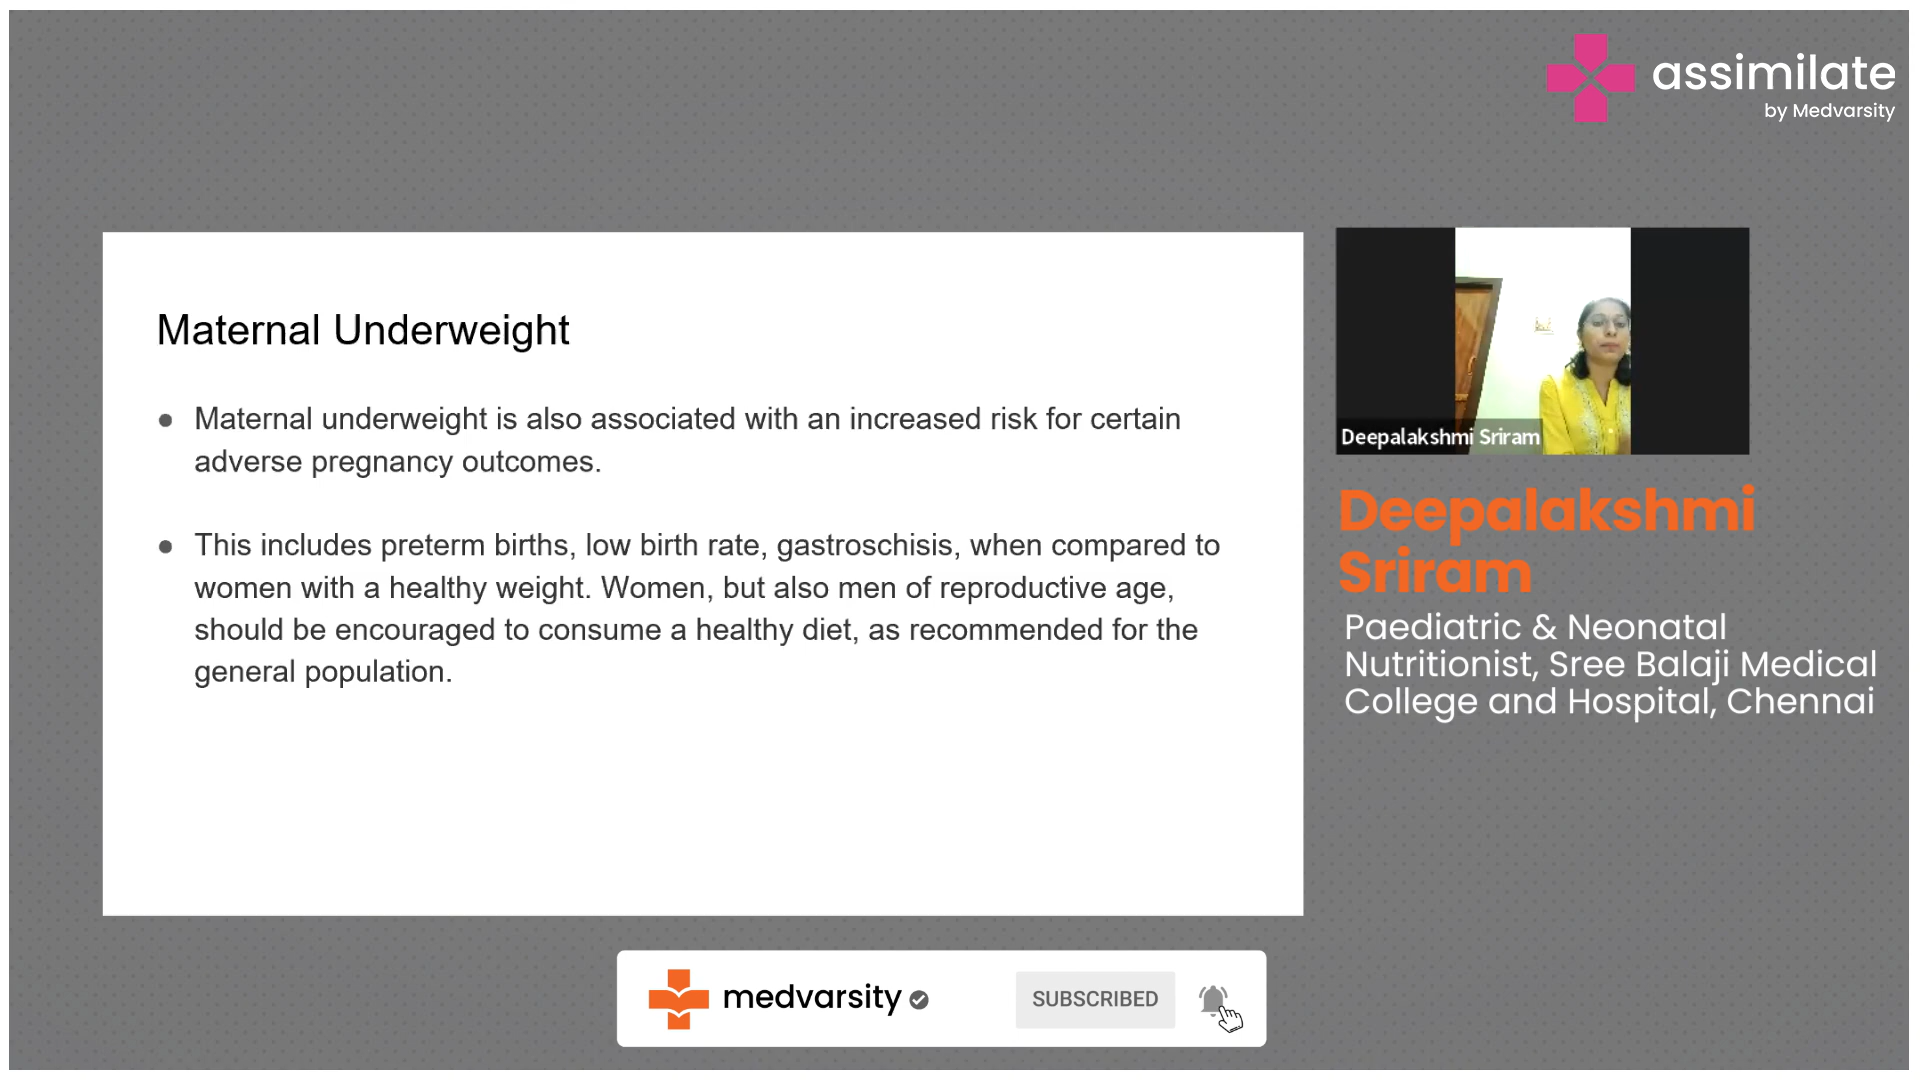 assimilate
by Medvarsity
Maternal Underweight
● Maternal underweight is also associated with an increased risk for certain
adverse pregnancy outcomes.
● This includes preterm births, low birth rate, gastroschisis, when compared to
women with a healthy weight. Women, but also men of reproductive age,
should be encouraged to consume a healthy diet, as recommended for the
general population.
Deepalakshmi Sriram
Deepalakshmi
Sriram
Paediatric & Neonatal
Nutritionist, Sree Balaji Medical
College and Hospital, Chennai
medvarsity
SUBSCRIBED